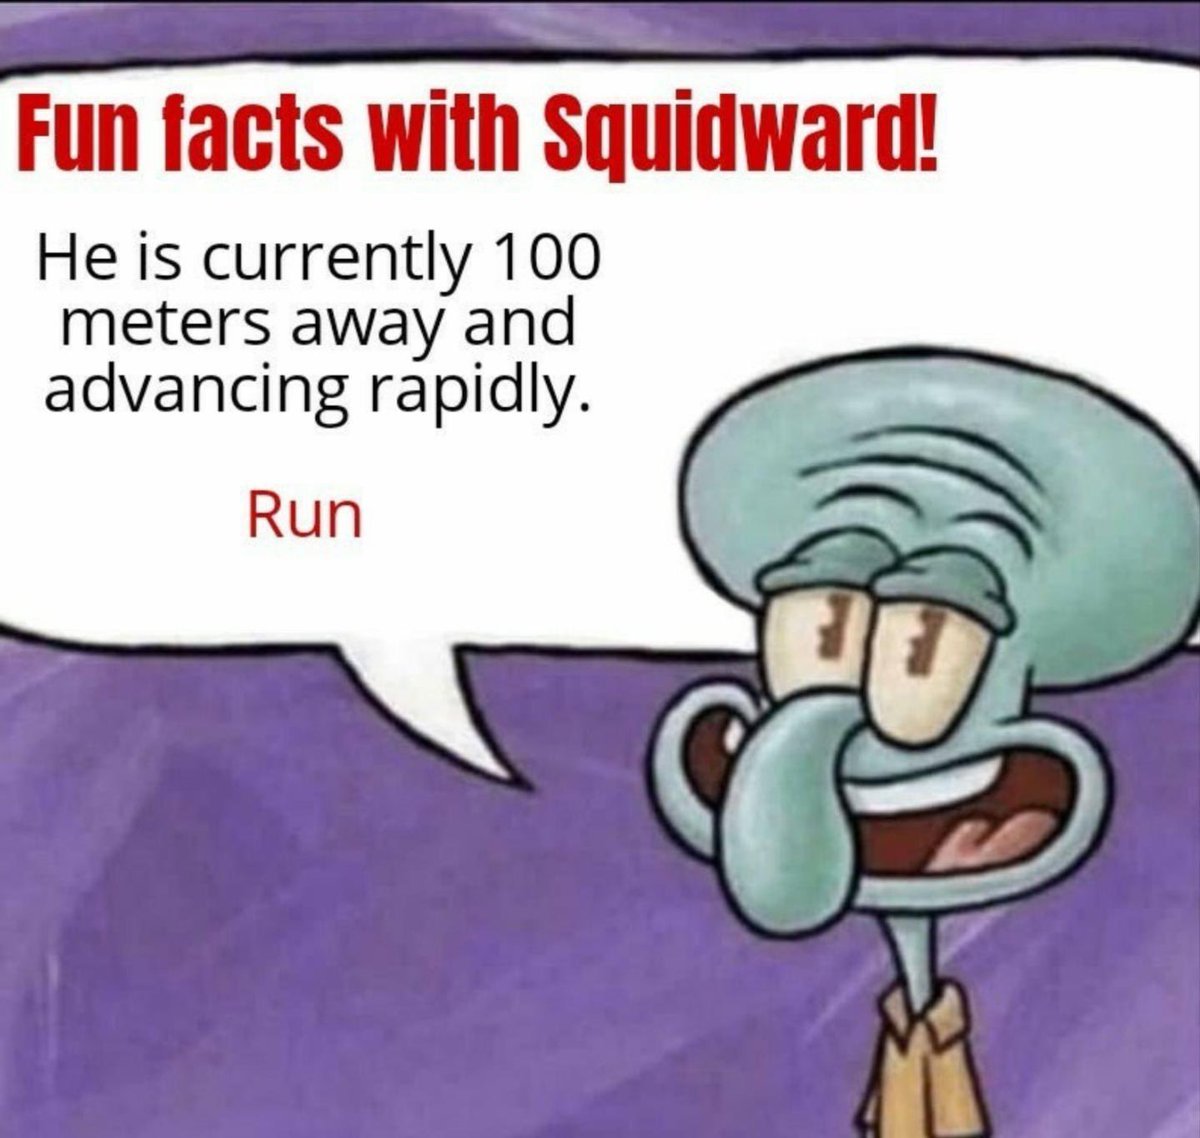 Fun facts with Squidward!
He is currently 100
meters away and
advancing rapidly.
Run